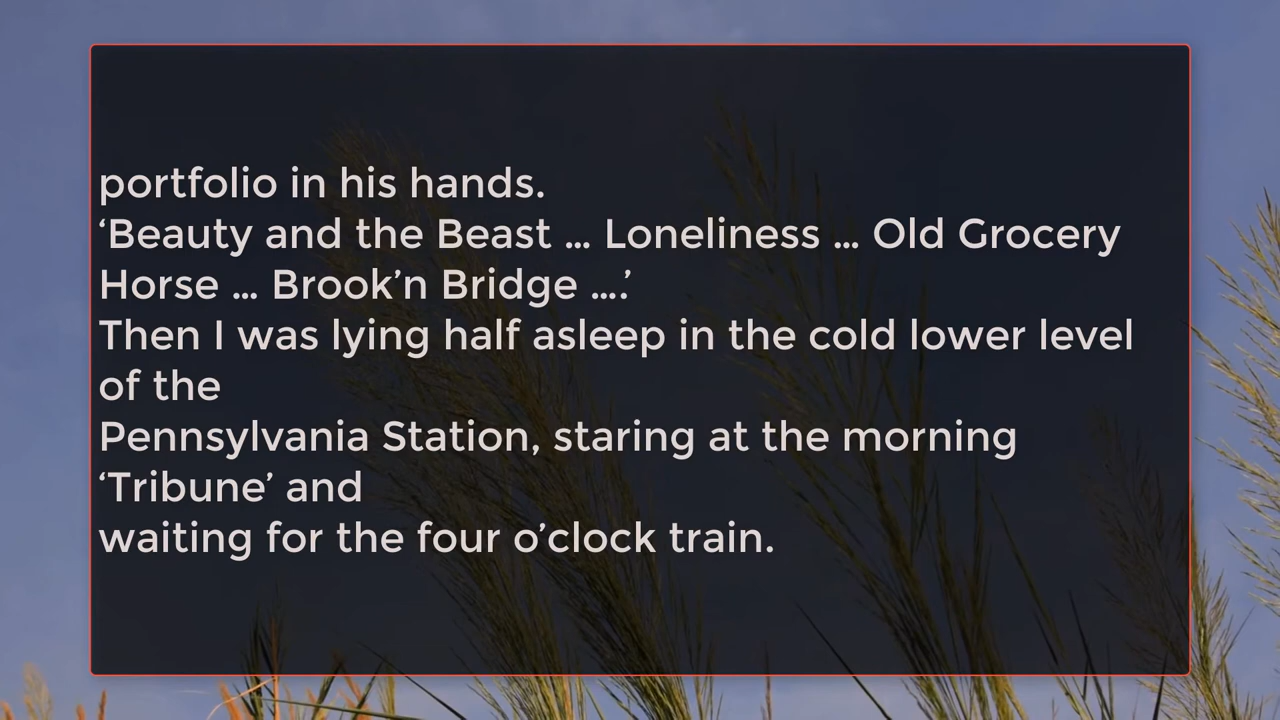 portfolio in his hands.
‘Beauty and the Beast … Loneliness … Old Grocery
Horse … Brook’n Bridge ….’
Then I was lying half asleep in the cold lower level
of the
Pennsylvania Station, staring at the morning
‘Tribune’ and
waiting for the four o’clock train.